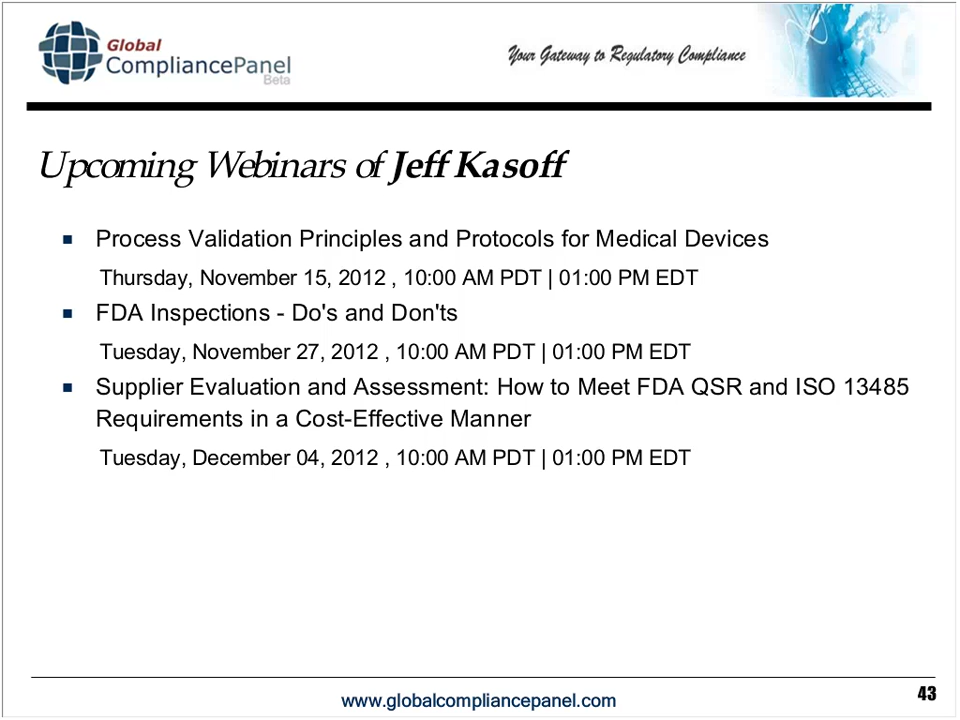 Global
CompliancePanel
Beta
Your Gateway to Regulatory Compliance
Upcoming Webinars of Jeff Kasoff
Process Validation Principles and Protocols for Medical Devices
Thursday, November 15, 2012 , 10:00 AM PDT | 01:00 PM EDT
FDA Inspections - Do's and Don'ts
Tuesday, November 27, 2012 , 10:00 AM PDT | 01:00 PM EDT
Supplier Evaluation and Assessment: How to Meet FDA QSR and ISO 13485
Requirements in a Cost-Effective Manner
Tuesday, December 04, 2012 , 10:00 AM PDT | 01:00 PM EDT
www.globalcompliancepanel.com
43